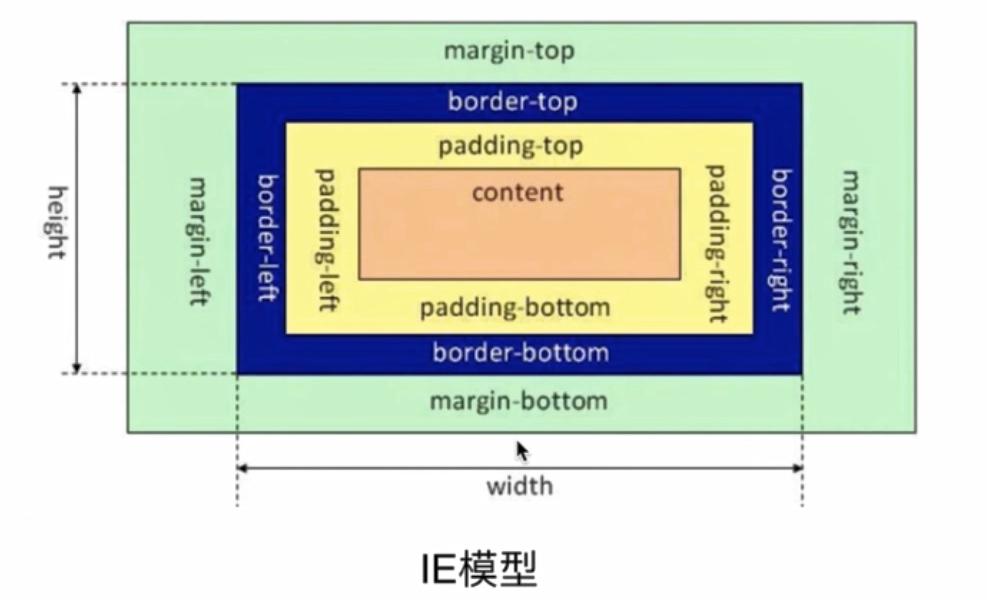 margin-top
border-top
padding-top
content
height
margin-left
border-left
padding-left
padding-right
border-right
margin-right
padding-bottom
border-bottom
margin-bottom
width
IE模型